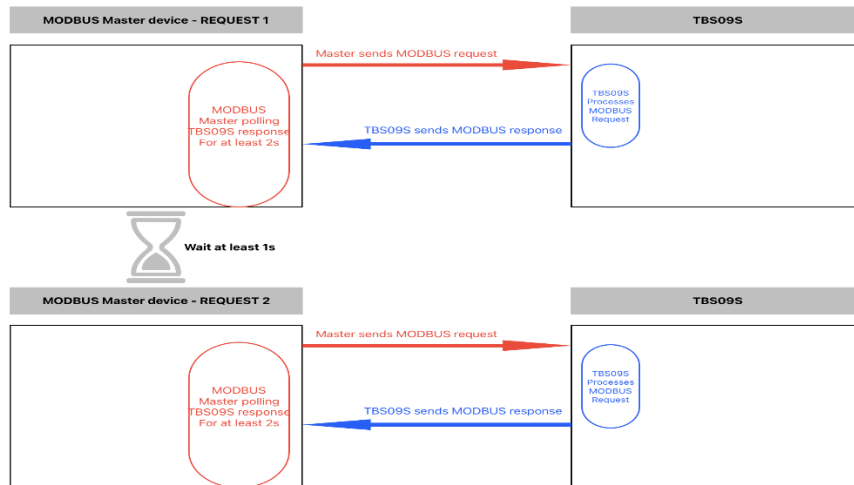 MODBUS Master device - REQUEST 1
TBS09S
Master sends MODBUS request
MODBUS
Master polling
TBS09S response
For at least 2s
TBS09S
Processes
MODBUS
Request
TBS09S sends MODBUS response
Wait at least 1s
MODBUS Master device - REQUEST 2
TBS09S
Master sends MODBUS request
MODBUS
Master polling
TBS09S response
For at least 2s
TBS09S
Processes
MODBUS
Request
TBS09S sends MODBUS response